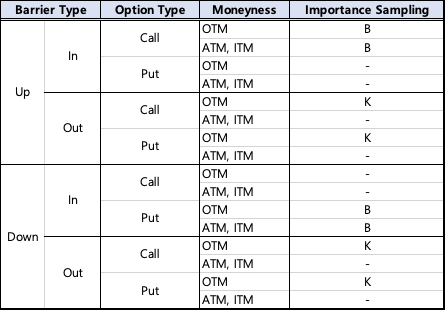 Barrier Type Option Type Moneyness Importance Sampling
Up In Call OTM B
ATM, ITM B
Put OTM -
ATM, ITM -
Out Call OTM K
ATM, ITM -
Put OTM K
ATM, ITM -
Down In Call OTM -
ATM, ITM -
Put OTM B
ATM, ITM B
Out Call OTM K
ATM, ITM -
Put OTM K
ATM, ITM -